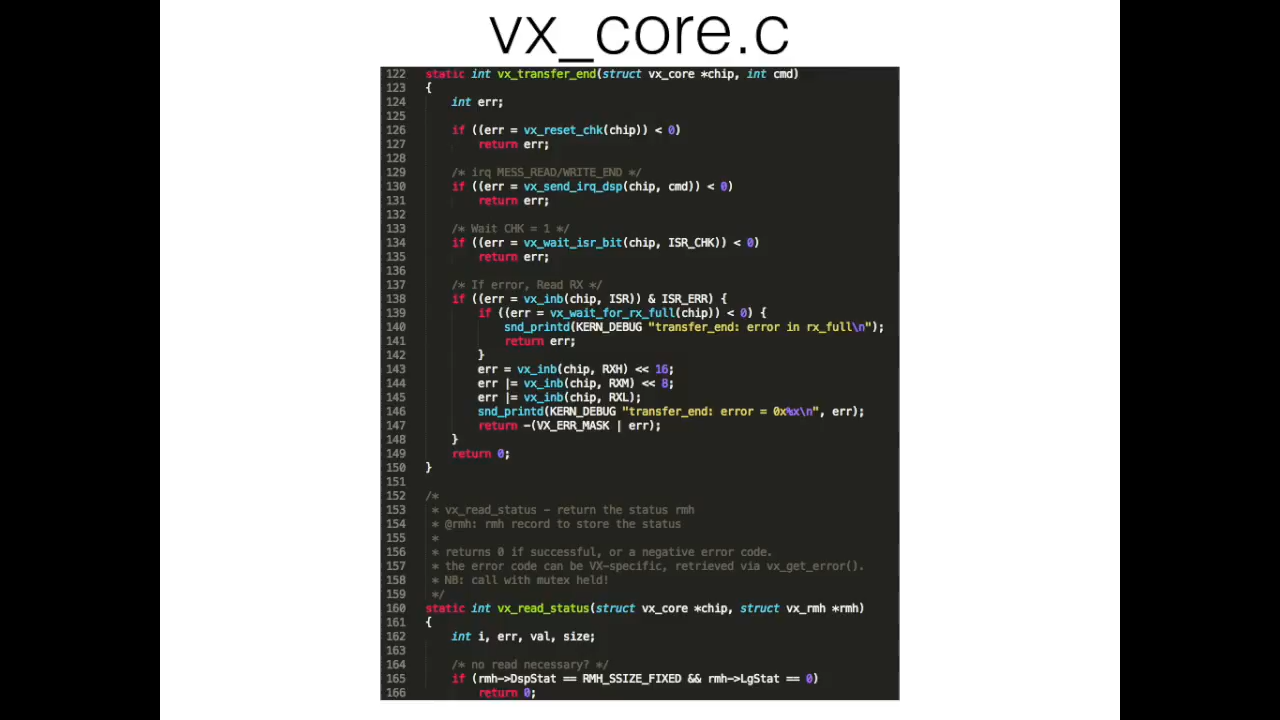 vx_core.c
122 static int vx_transfer_end(struct vx_core *chip, int cmd)
123 {
124 int err;
125
126 if ((err = vx_reset_chk(chip)) < 0)
127 return err;
128
129 /* irq MESS_READ/WRITE_END */
130 if ((err = vx_send_irq_dsp(chip, cmd)) < 0)
131 return err;
132
133 /* Wait CHK = 1 */
134 if ((err = vx_wait_isr_bit(chip, ISR_CHK)) < 0)
135 return err;
136
137 /* If error, Read RX */
138 if ((err = vx_inb(chip, ISR)) & ISR_ERR) {
139 if ((err = vx_wait_for_rx_full(chip)) < 0) {
140 snd_printd(KERN_DEBUG "transfer_end: error in rx_full\n");
141 return err;
142 }
143 err = vx_inb(chip, RXH) << 16;
144 err |= vx_inb(chip, RXM) << 8;
145 err |= vx_inb(chip, RXL);
146 snd_printd(KERN_DEBUG "transfer_end: error = 0x%x\n", err);
147 return -(VX_ERR_MASK | err);
148 }
149 return 0;
150 }
151
152 /*
153 * vx_read_status - return the status rmh
154 * @rmh: rmh record to store the status
155 *
156 * returns 0 if successful, or a negative error code.
157 * the error code can be VX-specific, retrieved via vx_get_error().
158 * NB: call with mutex held!
159 */
160 static int vx_read_status(struct vx_core *chip, struct vx_rmh *rmh)
161 {
162 int i, err, val, size;
163
164 /* no read necessary? */
165 if (rmh->DspStat == RMH_SSIZE_FIXED && rmh->LgStat == 0)
166 return 0;